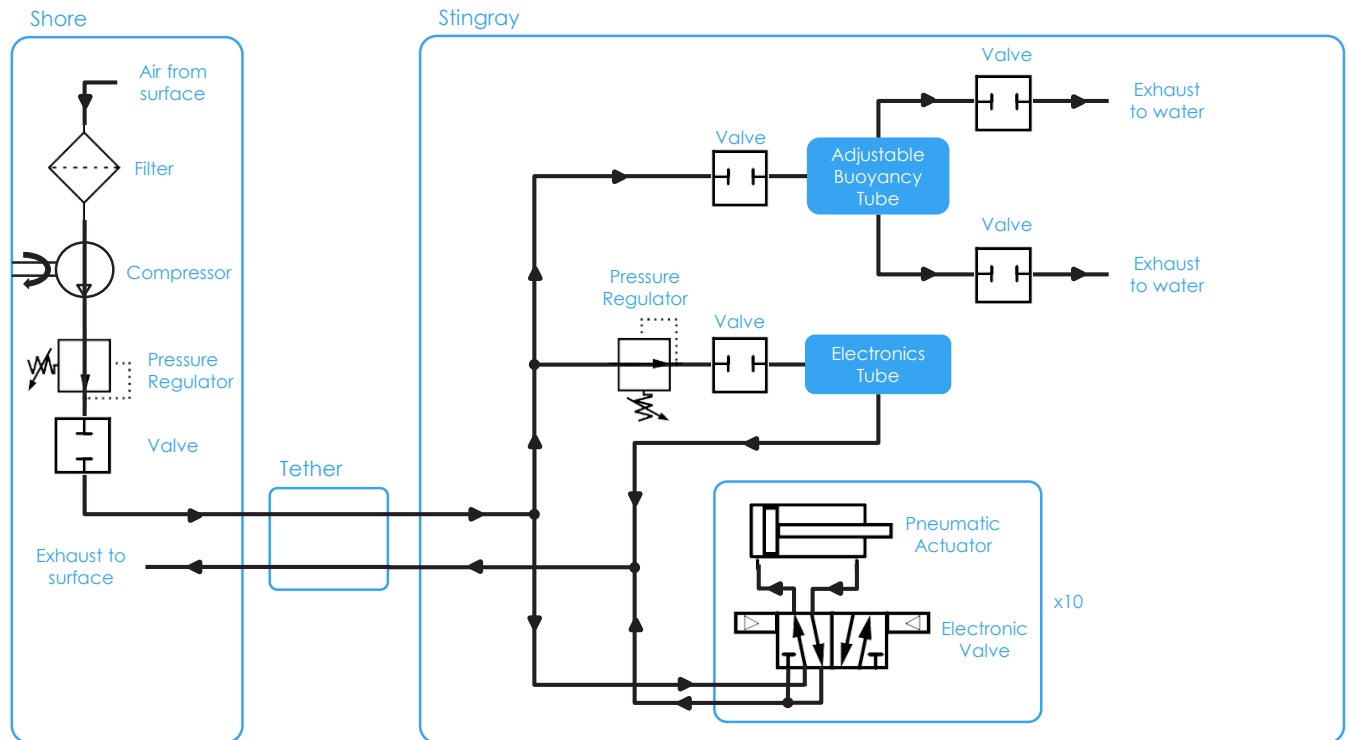 Shore
Air from
surface
Filter
Compressor
Pressure
Regulator
Valve
Exhaust to
surface
Tether
Stingray
Valve
Exhaust
to water
Valve
Adjustable
Buoyancy
Tube
Valve
Exhaust
to water
Pressure
Regulator
Valve
Electronics
Tube
Pneumatic
Actuator
x10
Electronic
Valve